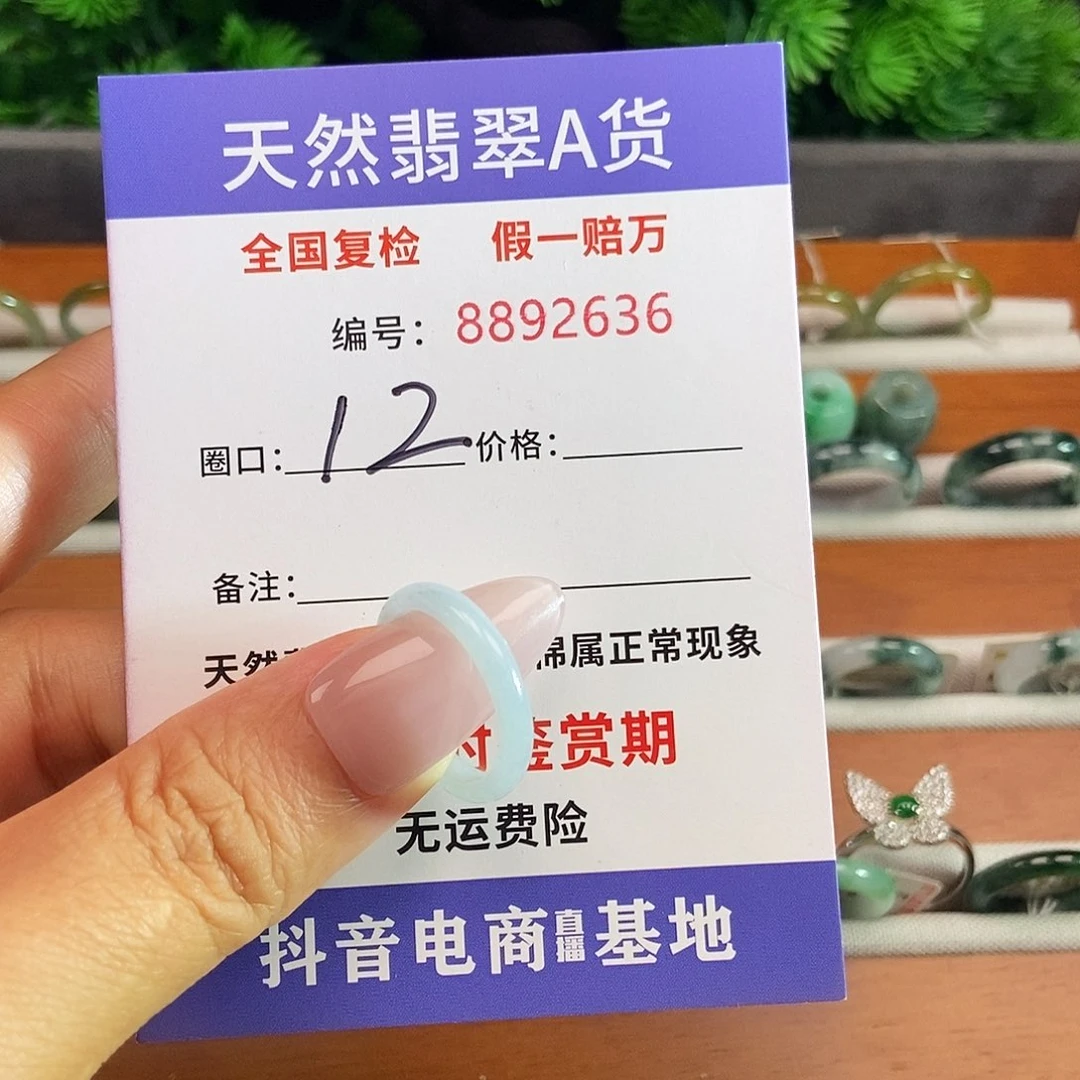 天然翡翠A货
全国复检 假一赔万
编号：8892636
圈口：12 价格：
备注：
天然 棉属正常现象
时鉴赏期
无运费险
抖音电商直播基地